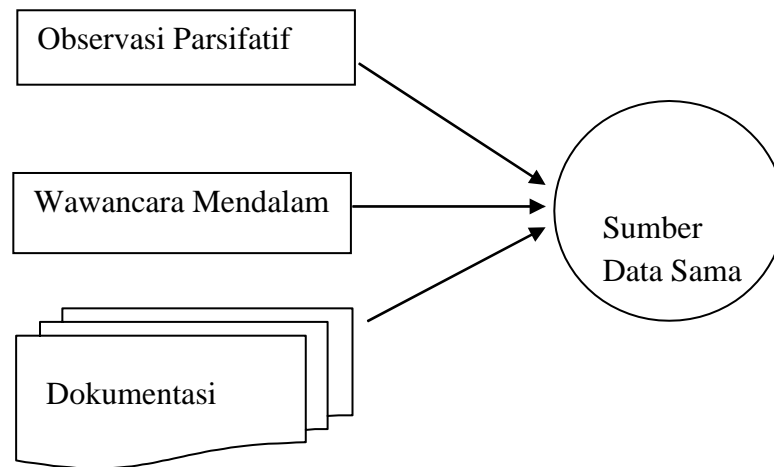 Observasi Parsifatif
Wawancara Mendalam
Sumber
Data Sama
Dokumentasi